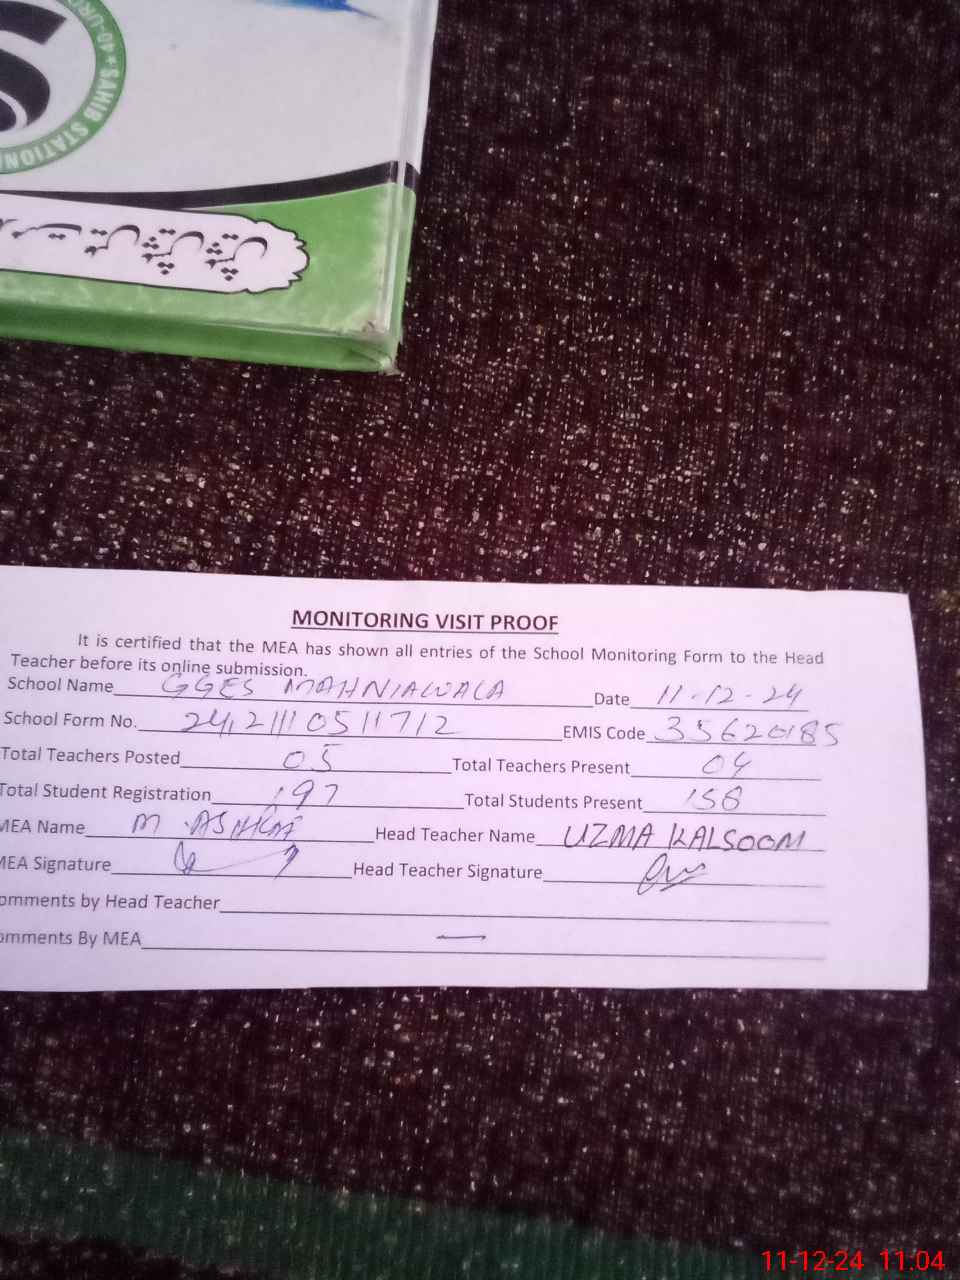 SAHIB STATION
MONITORING VISIT PROOF
It is certified that the MEA has shown all entries of the School Monitoring Form to the Head
Teacher before its online submission.
School Name GGES MAHNIAWALA Date 11-12-24
School Form No. EMIS Code 35620185
Total Teachers Posted 05 Total Teachers Present 04
Total Student Registration 197 Total Students Present 158
MEA Name M. ASHRAF Head Teacher Name UZMA KALSOOM
MEA Signature Head Teacher Signature
omments by Head Teacher
omments By MEA —
11-12-24 11:04